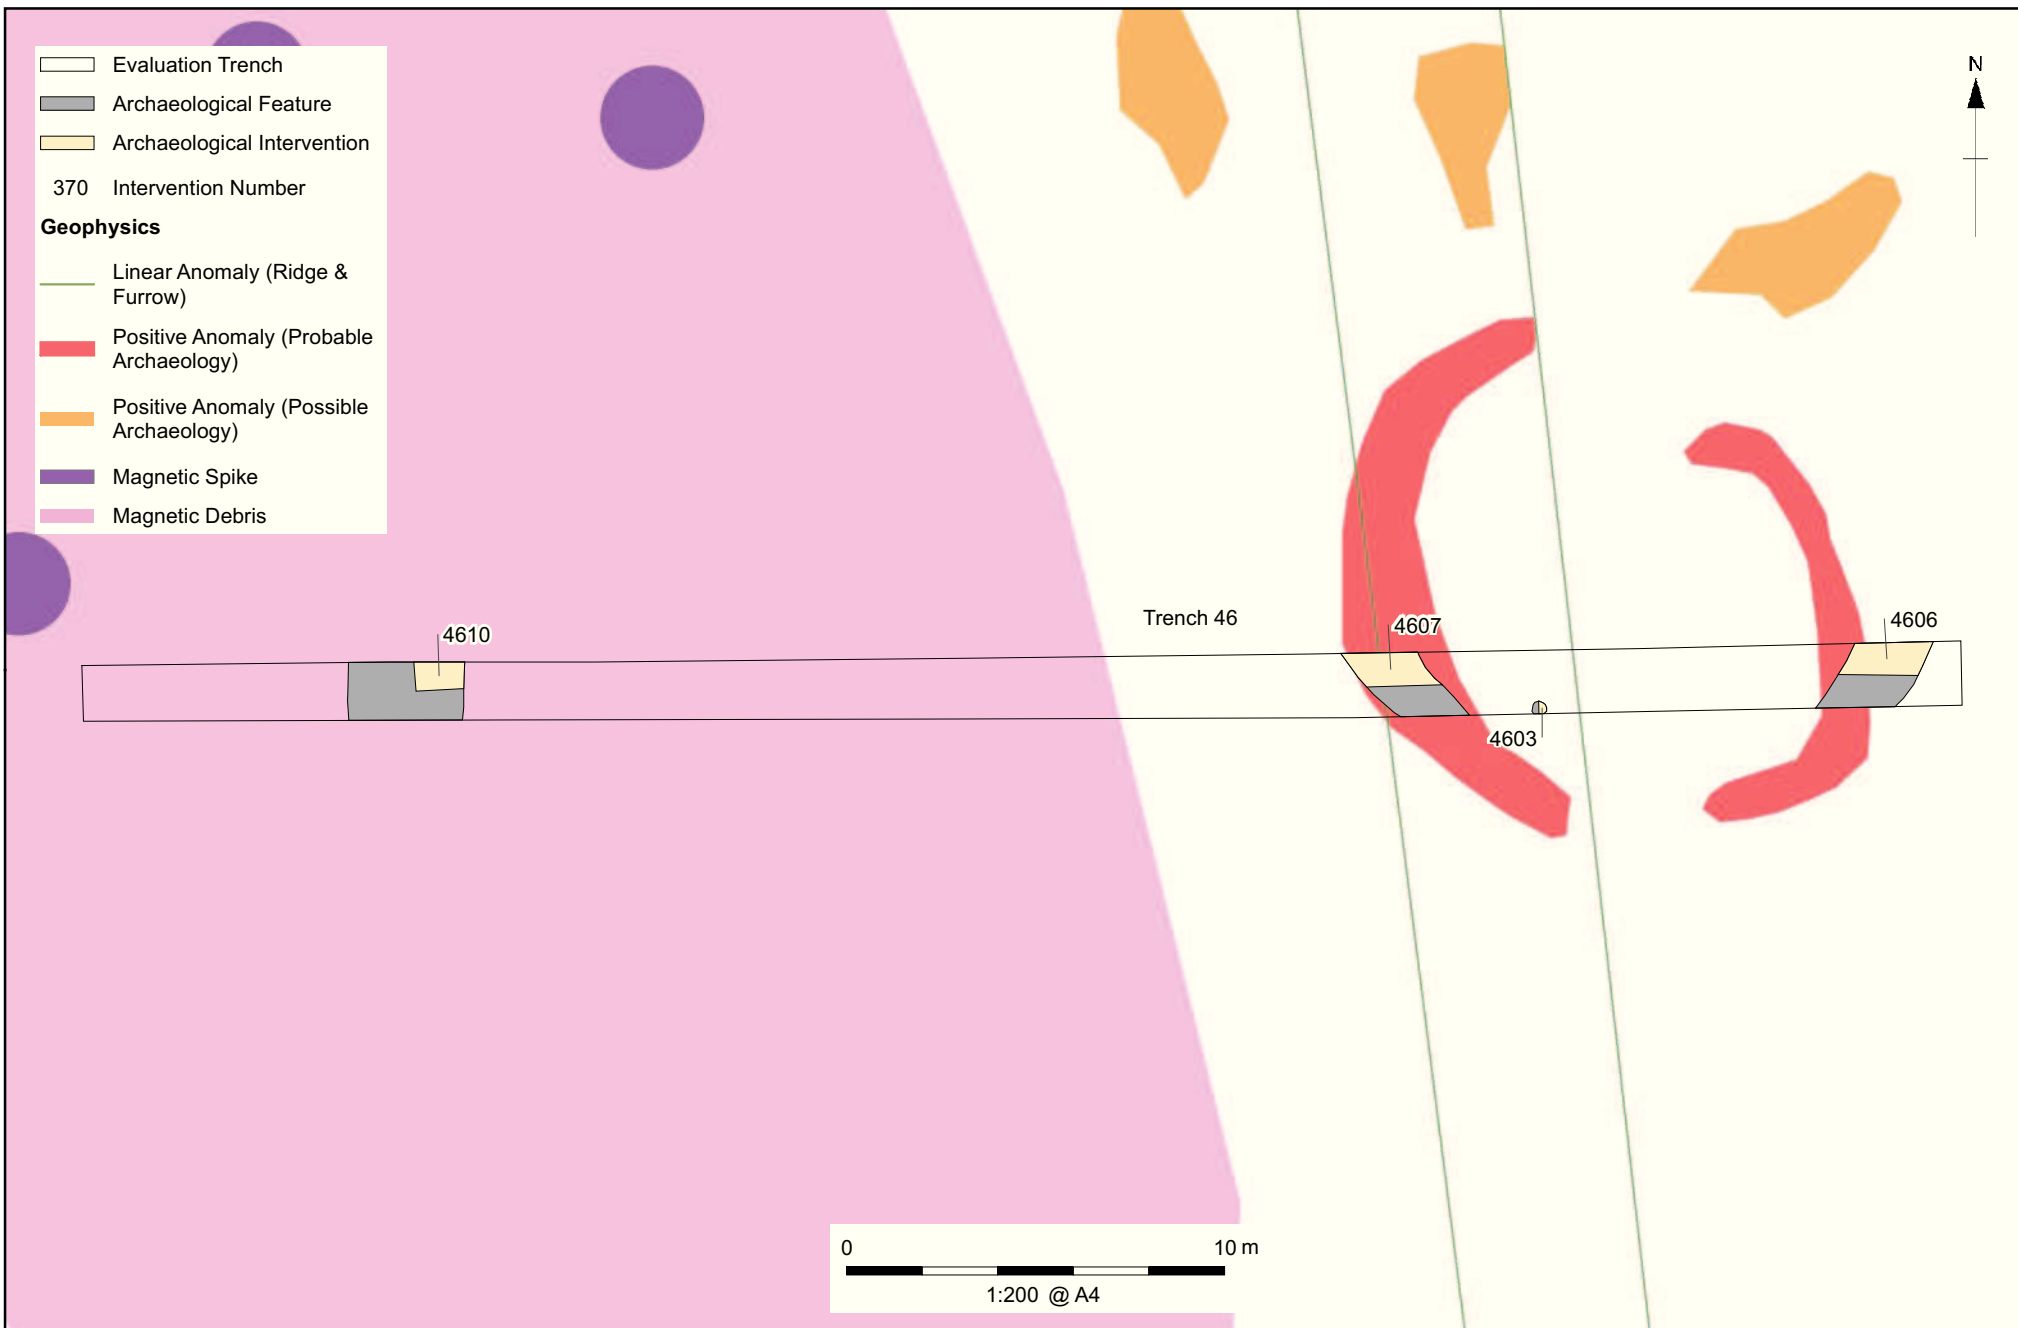 Evaluation Trench
Archaeological Feature
Archaeological Intervention
370 Intervention Number
Geophysics
Linear Anomaly (Ridge &
Furrow)
Positive Anomaly (Probable
Archaeology)
Positive Anomaly (Possible
Archaeology)
Magnetic Spike
Magnetic Debris
N
Trench 46
4610
4607
4606
4603
0 10 m
1:200 @ A4